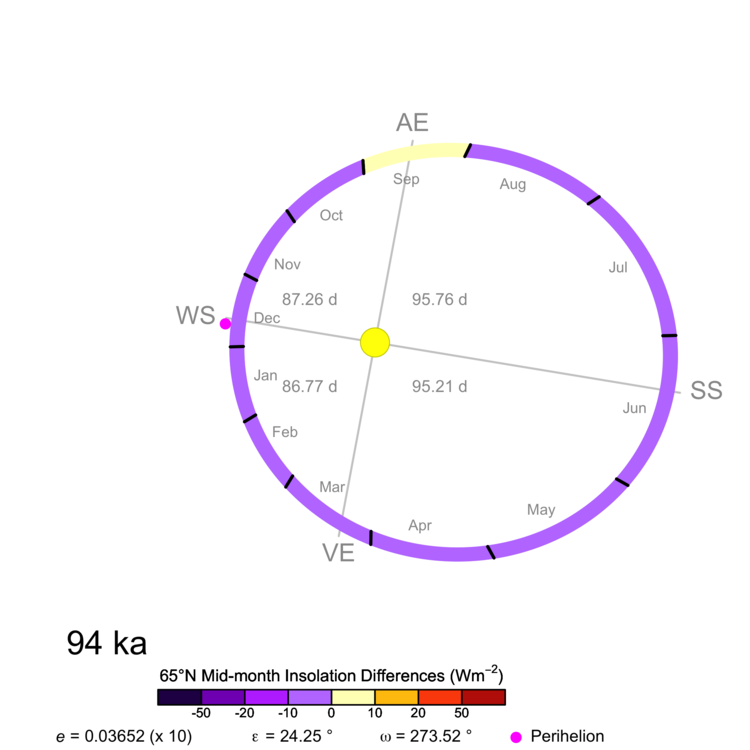 AE
Sep
Aug
Oct
Nov
Jul
87.26 d
95.76 d
WS
Dec
Jan
86.77 d
95.21 d
SS
Jun
Feb
Mar
May
Apr
VE
94 ka
65°N Mid-month Insolation Differences (Wm⁻²)
-50 -20 -10 0 10 20 50
e = 0.03652 (x 10) ε = 24.25 ° ω = 273.52 ° Perihelion